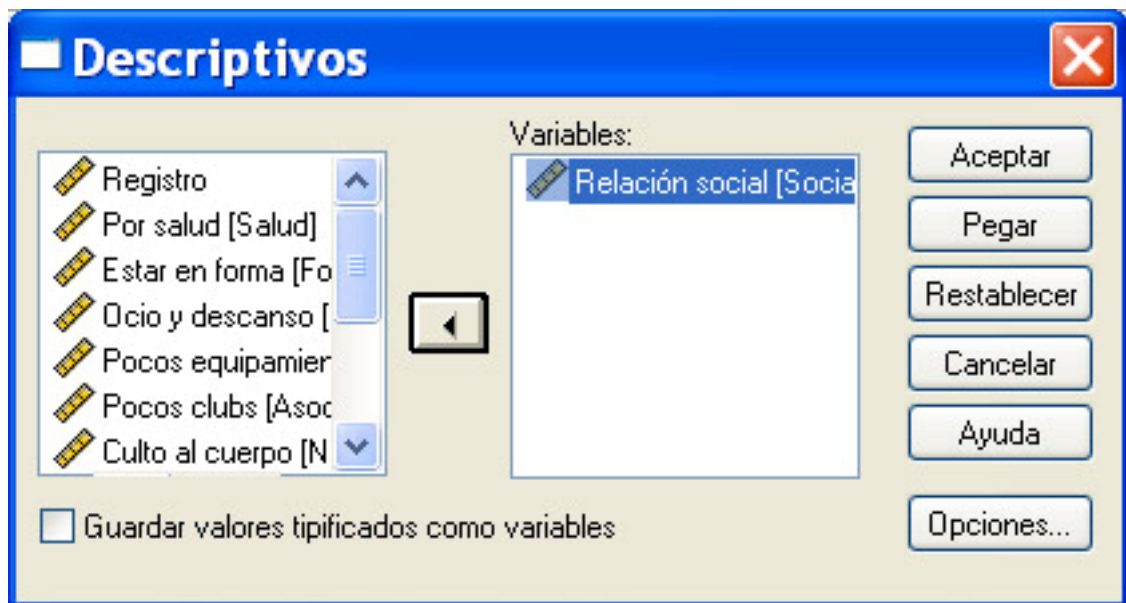 Descriptivos
Registro
Por salud [Salud]
Estar en forma [Fo
Ocio y descanso [
Pocos equipamier
Pocos clubs [Asoc
Culto al cuerpo [N
Variables:
Relación social [Socia
Aceptar
Pegar
Restablecer
Cancelar
Ayuda
Opciones...
Guardar valores tipificados como variables